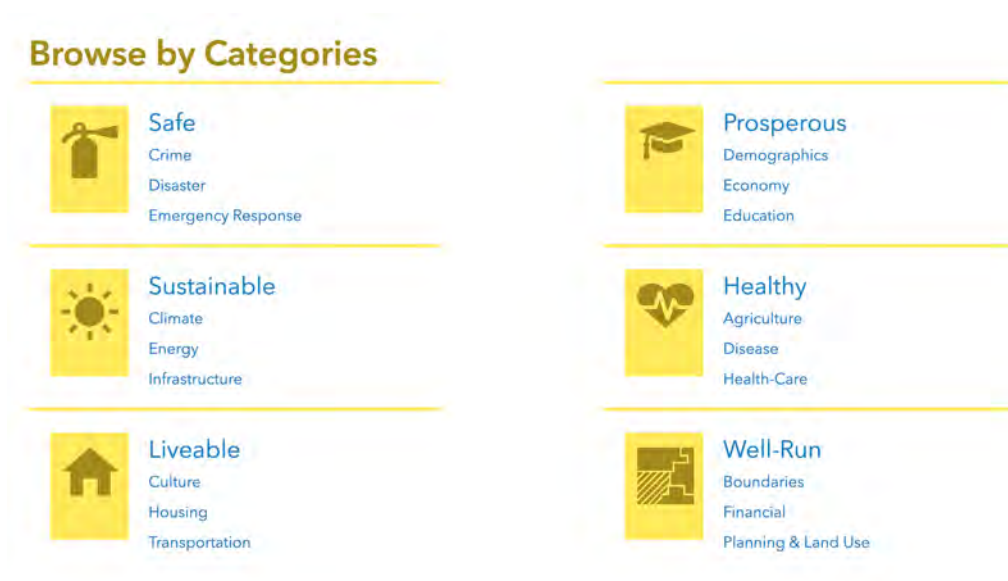 Browse by Categories
Safe
Crime
Disaster
Emergency Response
Prosperous
Demographics
Economy
Education
Sustainable
Climate
Energy
Infrastructure
Healthy
Agriculture
Disease
Health-Care
Liveable
Culture
Housing
Transportation
Well-Run
Boundaries
Financial
Planning & Land Use